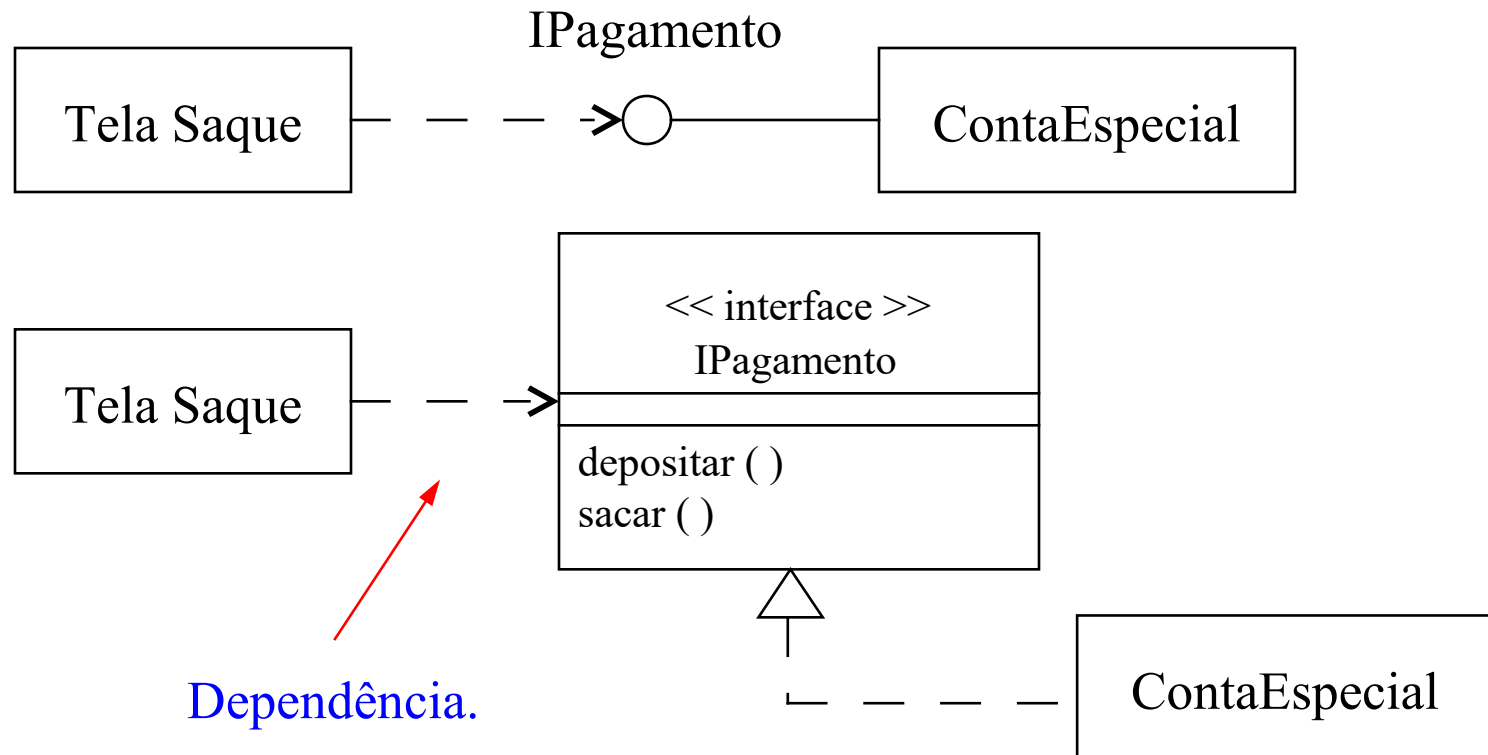 IPagamento
Tela Saque
ContaEspecial
<< interface >>
IPagamento
Tela Saque
depositar ( )
sacar ( )
Dependência.
ContaEspecial